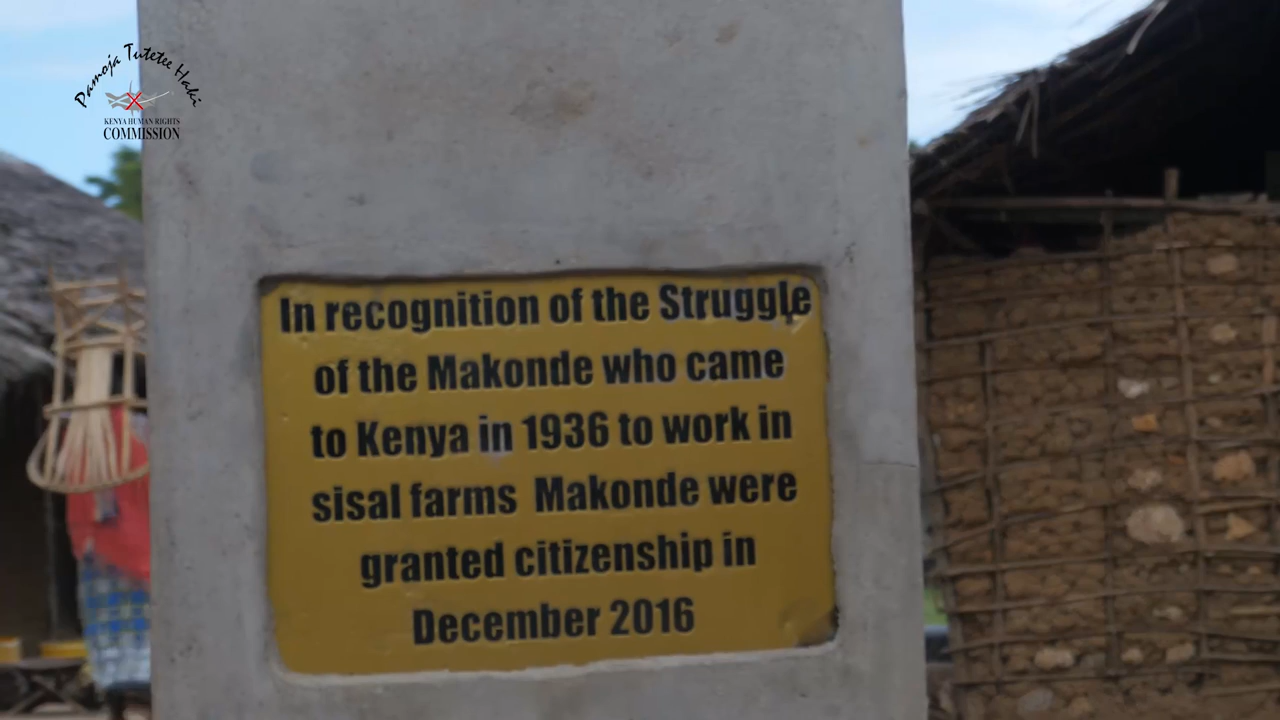 Pamoja Tutetee Haki
KENYA HUMAN RIGHTS
COMMISSION
In recognition of the Struggle
of the Makonde who came
to Kenya in 1936 to work in
sisal farms Makonde were
granted citizenship in
December 2016